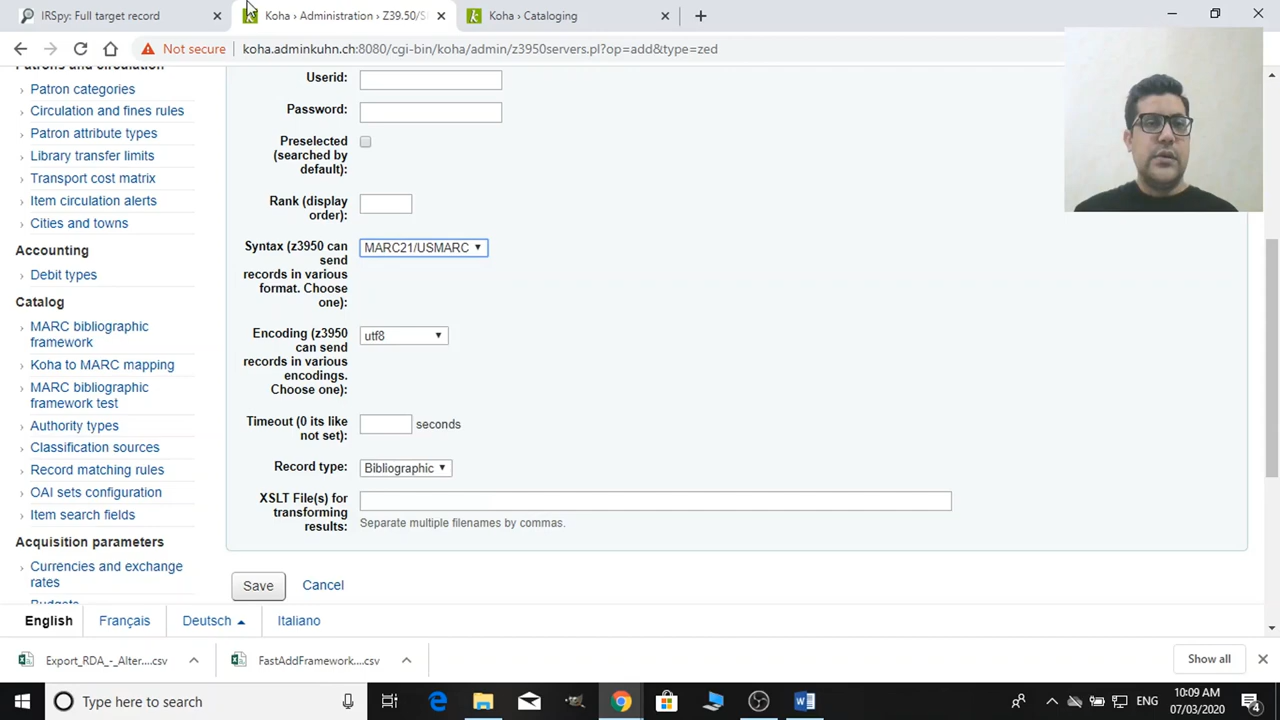 IRSpy: Full target record
Koha › Administration › Z39.50/S
Koha › Cataloging
Not secure
koha.adminkuhn.ch:8080/cgi-bin/koha/admin/z3950servers.pl?op=add&type=zed
Patrons and circulation
Patron categories
Circulation and fines rules
Patron attribute types
Library transfer limits
Transport cost matrix
Item circulation alerts
Cities and towns
Accounting
Debit types
Catalog
MARC bibliographic
framework
Koha to MARC mapping
MARC bibliographic
framework test
Authority types
Classification sources
Record matching rules
OAI sets configuration
Item search fields
Acquisition parameters
Currencies and exchange
rates
Budgets
Userid:
Password:
Preselected
(searched by
default):
Rank (display
order):
Syntax (z3950 can
send
records in various
format. Choose
one):
MARC21/USMARC
Encoding (z3950
can send
records in various
encodings.
Choose one):
utf8
Timeout (0 its like
not set):
seconds
Record type:
Bibliographic
XSLT File(s) for
transforming
results:
Separate multiple filenames by commas.
Save
Cancel
English
Français
Deutsch
Italiano
Export_RDA_-_Alter....csv
FastAddFramework....csv
Show all
Type here to search
ENG
10:09 AM
07/03/2020
4